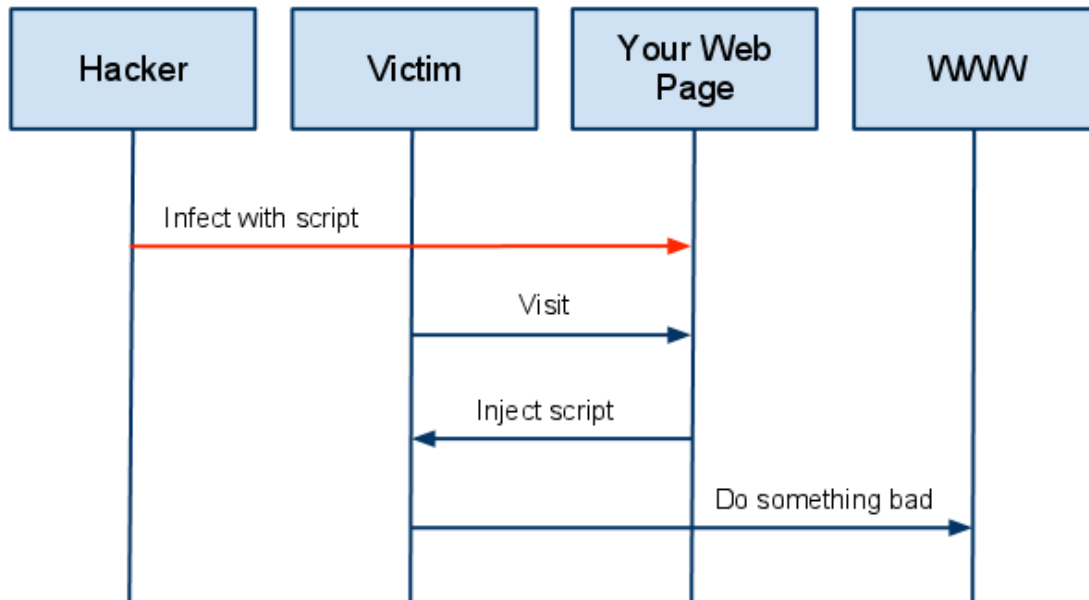 Hacker
Victim
Your Web
Page
WWW
Infect with script
Visit
Inject script
Do something bad